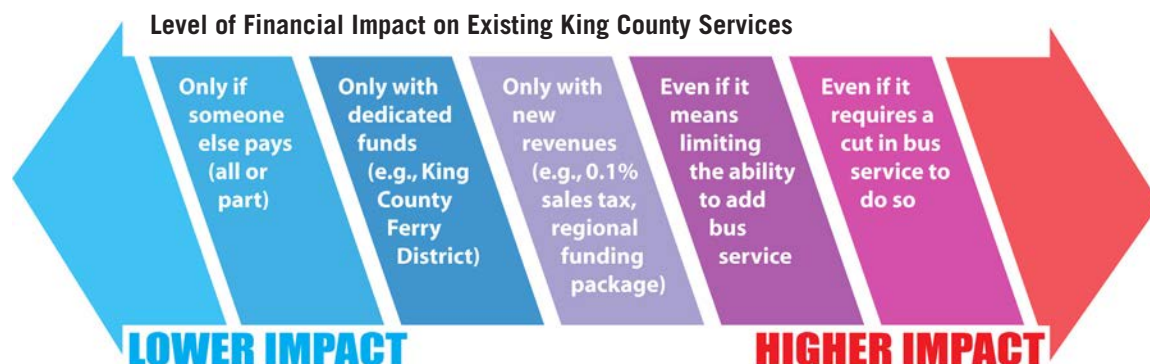 Level of Financial Impact on Existing King County Services
Only if
someone
else pays
(all or
part)
Only with
dedicated
funds
(e.g., King
County
Ferry
District)
Only with
new
revenues
(e.g., 0.1%
sales tax,
regional
funding
package)
Even if it
means
limiting
the ability
to add
bus
service
Even if it
requires a
cut in bus
service to
do so
LOWER IMPACT
HIGHER IMPACT